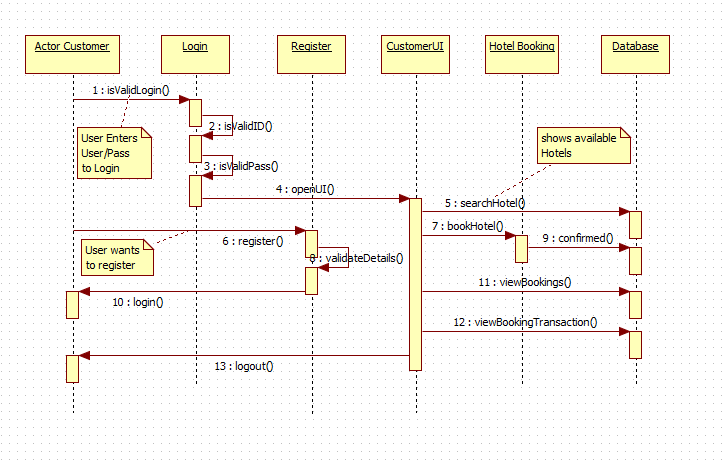 Actor Customer
Login
Register
CustomerUI
Hotel Booking
Database
1 : isValidLogin()
User Enters
User/Pass
to Login
2 : isValidID()
shows available
Hotels
3 : isValidPass()
4 : openUI()
5 : searchHotel()
7 : bookHotel()
6 : register()
9 : confirmed()
User wants
to register
8 : validateDetails()
11 : viewBookings()
10 : login()
12 : viewBookingTransaction()
13 : logout()